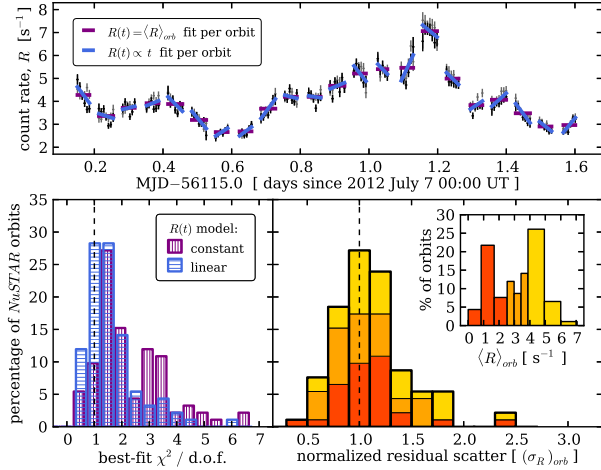 8
7
6
5
4
3
2
count rate, R [s⁻¹]
R(t)=⟨R⟩orb fit per orbit
R(t)∝ t fit per orbit
0.2 0.4 0.6 0.8 1.0 1.2 1.4 1.6
MJD−56115.0 [ days since 2012 July 7 00:00 UT ]
35
30
25
20
15
10
5
0
percentage of NuSTAR orbits
R(t) model:
constant
linear
0 1 2 3 4 5 6 7
best-fit χ² / d.o.f.
30
25
20
15
10
5
0
% of orbits
0 1 2 3 4 5 6 7
⟨R⟩orb [ s⁻¹ ]
0.5 1.0 1.5 2.0 2.5 3.0
normalized residual scatter [ (σR)orb ]